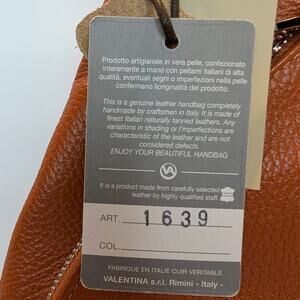 Prodotto artigianale in vera pelle, confezionato
interamente a mano con pellami italiani di alta
qualità, eventuali segni o imperfezioni nella pelle
confermano l'originalità del prodotto.
This is a genuine leather handbag completely
handmade by craftsmen in Italy. It is made of
finest Italian naturally tanned leathers. Any
variations in shading or l'mperfections are
characteristic of the leather and are not
considered defects.
ENJOY YOUR BEAUTIFUL HANDBAG
VA
It is a product made from carefully selected
leather by highly qualified staff.
ART. 1639
COL.
FABRIQUE EN ITALIE CUIR VERITABLE
VALENTINA s.r.l. Rimini - Italy -